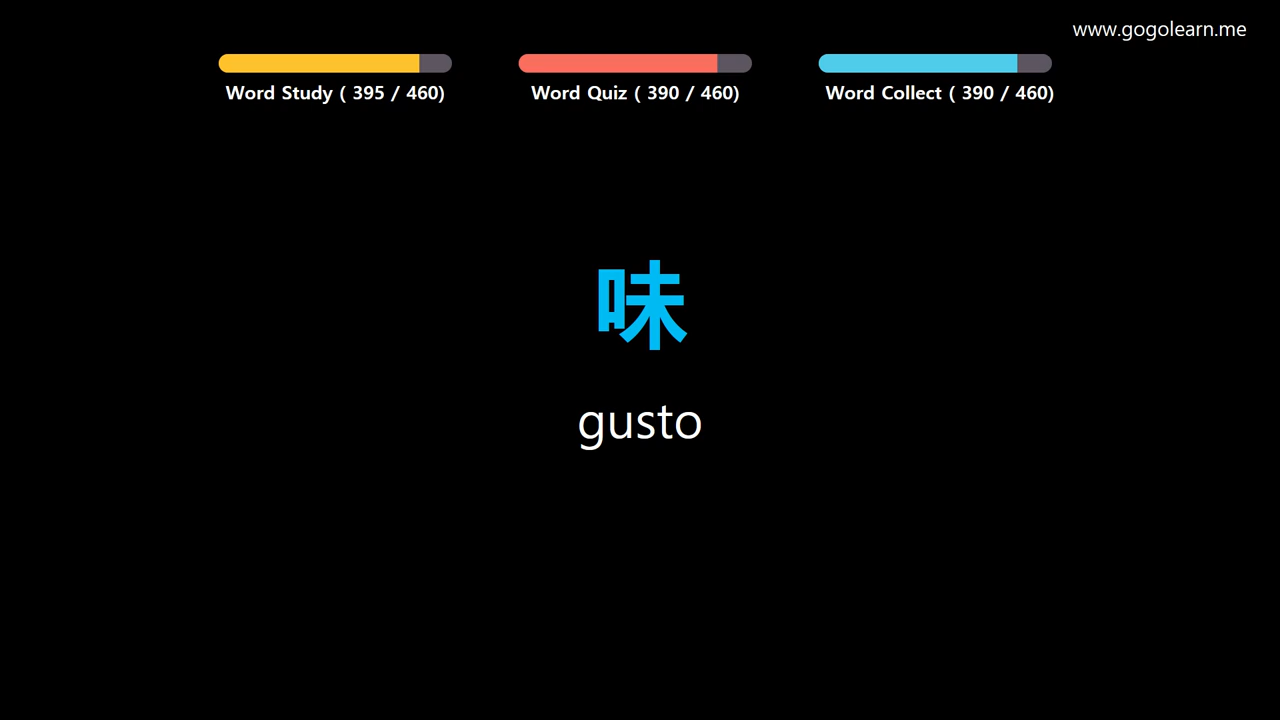 www.gogolearn.me
Word Study ( 395 / 460)
Word Quiz ( 390 / 460)
Word Collect ( 390 / 460)
味
gusto